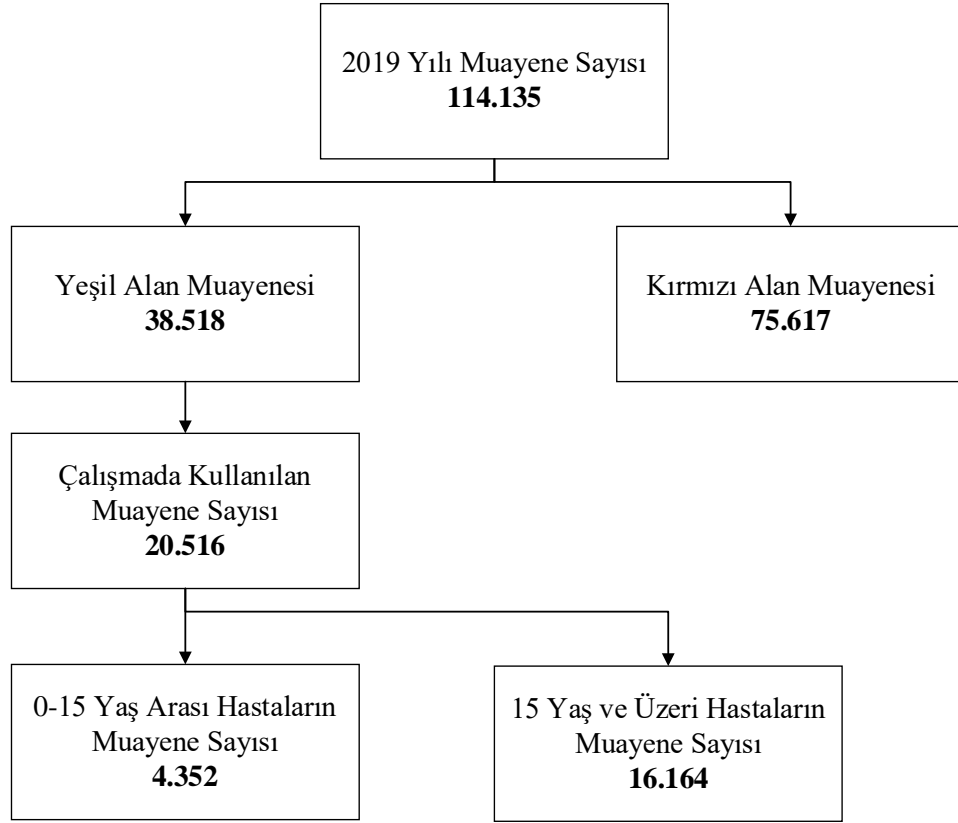 2019 Yılı Muayene Sayısı
114.135
Yeşil Alan Muayenesi
38.518
Kırmızı Alan Muayenesi
75.617
Çalışmada Kullanılan
Muayene Sayısı
20.516
0-15 Yaş Arası Hastaların
Muayene Sayısı
4.352
15 Yaş ve Üzeri Hastaların
Muayene Sayısı
16.164